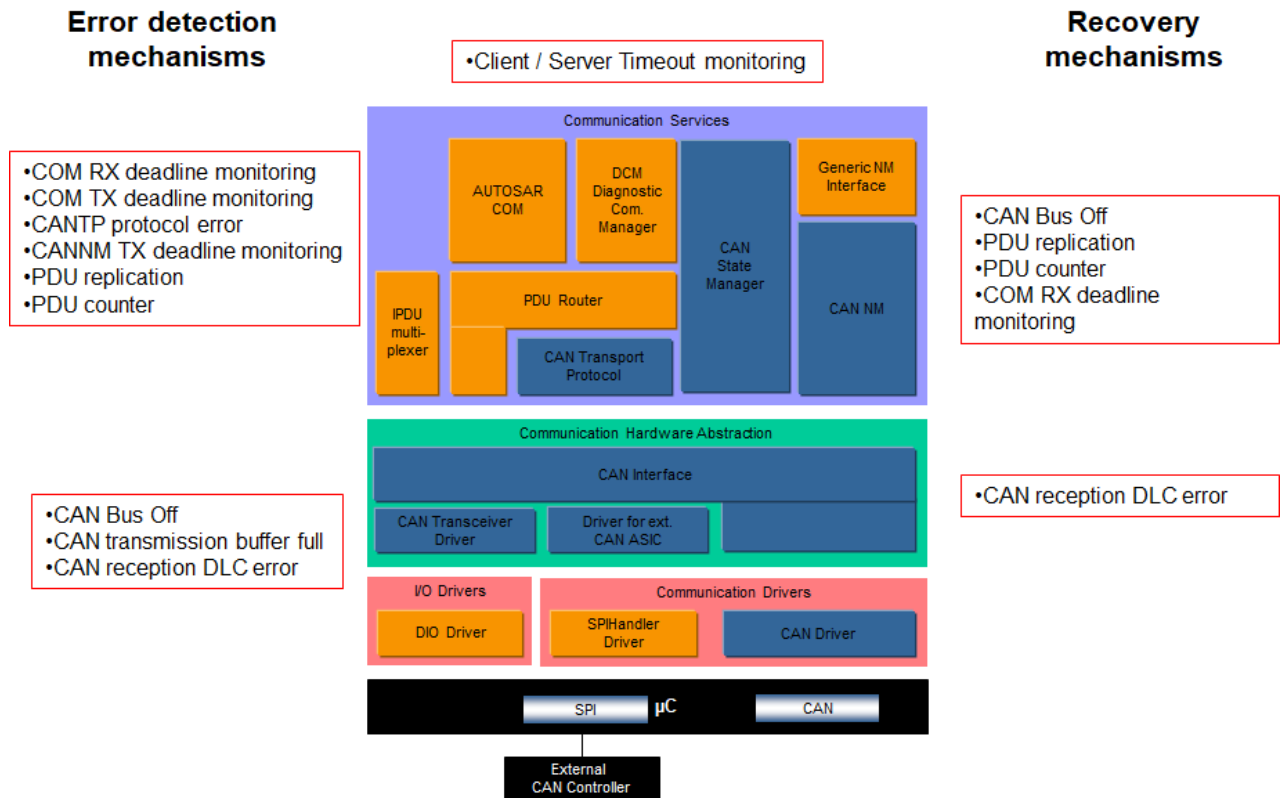 Error detection
mechanisms
Recovery
mechanisms
•Client / Server Timeout monitoring
•COM RX deadline monitoring
•COM TX deadline monitoring
•CANTP protocol error
•CANNM TX deadline monitoring
•PDU replication
•PDU counter
Communication Services
AUTOSAR
COM
DCM
Diagnostic
Com.
Manager
CAN
State
Manager
Generic NM
Interface
CAN NM
IPDU
multi-
plexer
PDU Router
CAN Transport
Protocol
•CAN Bus Off
•PDU replication
•PDU counter
•COM RX deadline
monitoring
•CAN Bus Off
•CAN transmission buffer full
•CAN reception DLC error
Communication Hardware Abstraction
CAN Interface
CAN Transceiver
Driver
Driver for ext.
CAN ASIC
•CAN reception DLC error
I/O Drivers
DIO Driver
Communication Drivers
SPIHandler
Driver
CAN Driver
SPI
µC
CAN
External
CAN Controller